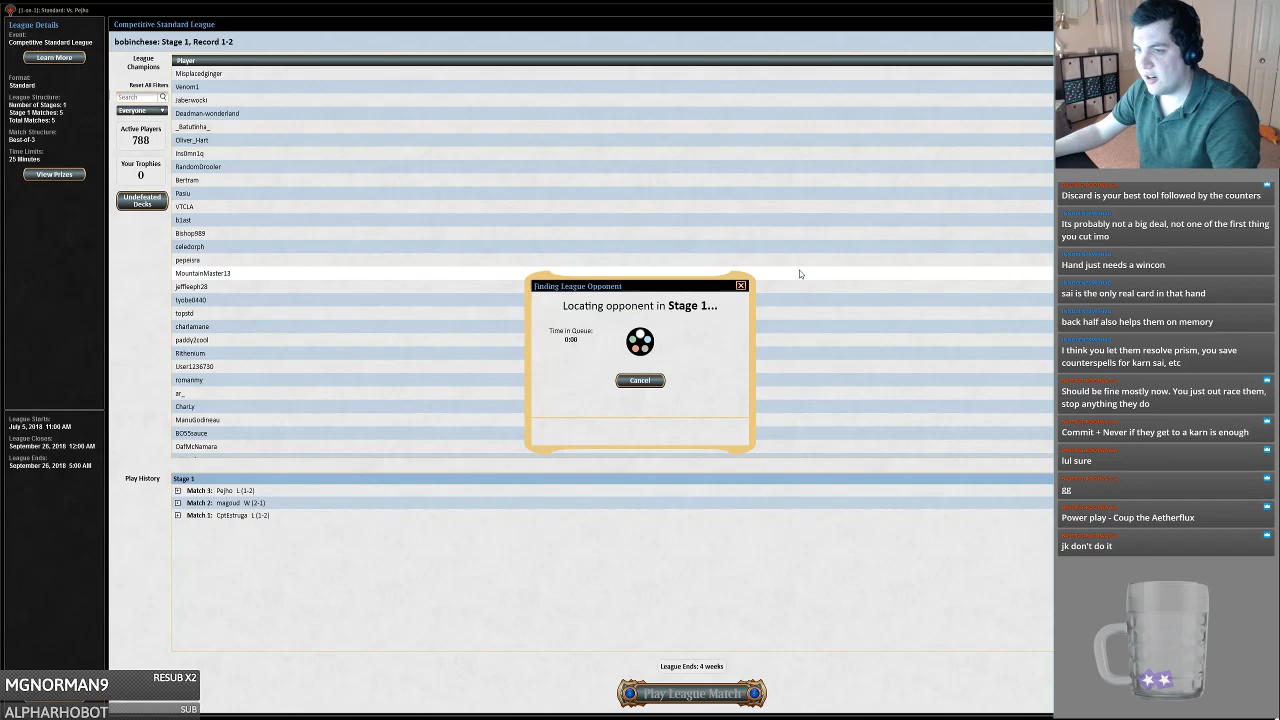 (1-on-1): Standard: Vs. Pejho
League Details
Event:
Competitive Standard League
Learn More
Format:
Standard
League Structure:
Number of Stages: 1
Stage 1 Matches: 5
Total Matches: 5
Match Structure:
Best-of-3
Time Limits:
25 Minutes
View Prizes
League Starts:
July 5, 2018 11:00 AM
League Closes:
September 26, 2018 12:00 AM
League Ends:
September 26, 2018 5:00 AM
Competitive Standard League
bobinchese: Stage 1, Record 1-2
League
Champions
Reset All Filters
Search
Everyone
Active Players
788
Your Trophies
0
Undefeated
Decks
Player
Misplacedginger
Venom1
Jaberwocki
Deadman-wonderland
_Batutinha_
Oliver_Hart
Ins0mn1q
RandomDrooler
Bertram
Pasiu
VTCLA
b1ast
Bishop989
celedorph
pepeisra
MountainMaster13
jeffleeph28
tyobe0440
topstd
charlamane
paddy2cool
Rithenium
User1236730
romanmy
ar_
CharLy
ManuGodineau
BO55sauce
OafMcNamara
Finding League Opponent
Locating opponent in Stage 1...
Time in Queue:
0:00
Cancel
Play History
Stage 1
Match 3: Pejho L (1-2)
Match 2: magoud W (2-1)
Match 1: CptEstruga L (1-2)
League Ends: 4 weeks
Play League Match
MGNORMAN9
RESUB X2
ALPHARHOBOT
SUB
Discard is your best tool followed by the counters
Its probably not a big deal, not one of the first thing
you cut imo
Hand just needs a wincon
sai is the only real card in that hand
back half also helps them on memory
I think you let them resolve prism, you save
counterspells for karn sai, etc
Should be fine mostly now. You just out race them,
stop anything they do
Commit + Never if they get to a karn is enough
lul sure
gg
Power play - Coup the Aetherflux
jk don't do it